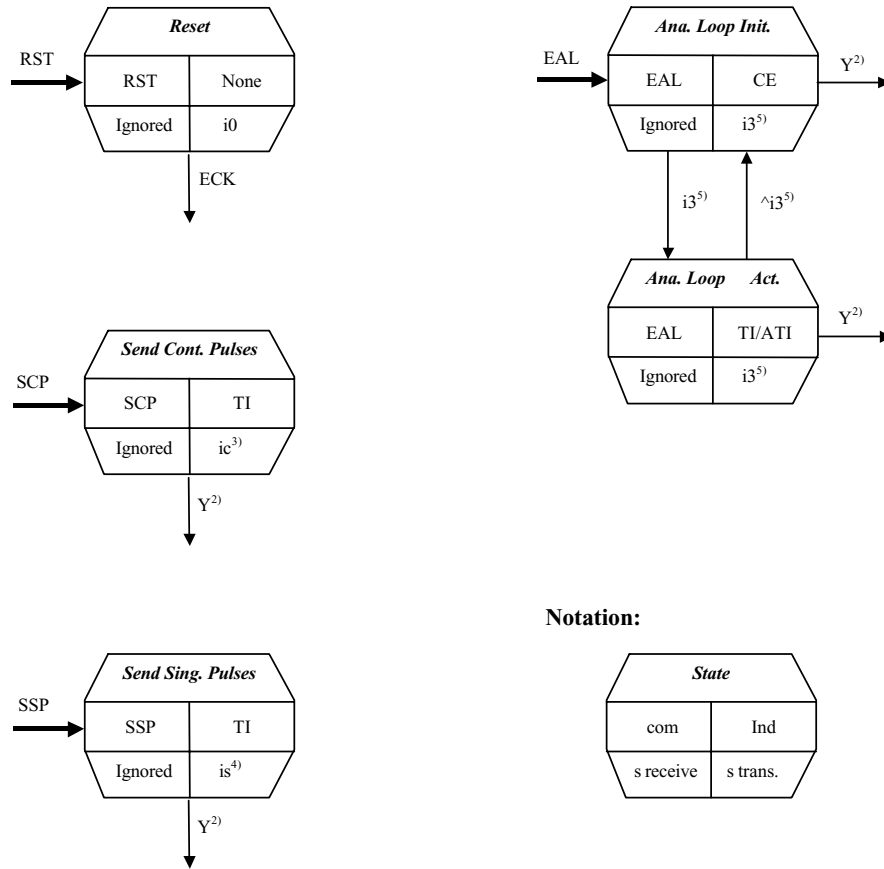 Reset
RST
RST None
Ignored i0
ECK
Ana. Loop Init.
EAL
EAL CE
Y2)
Ignored i35)
i35) ^i35)
Ana. Loop Act.
EAL TI/ATI
Y2)
Ignored i35)
Send Cont. Pulses
SCP
SCP TI
Ignored ic3)
Y2)
Send Sing. Pulses
SSP
SSP TI
Ignored is4)
Y2)
Notation:
State
com Ind
s receive s trans.